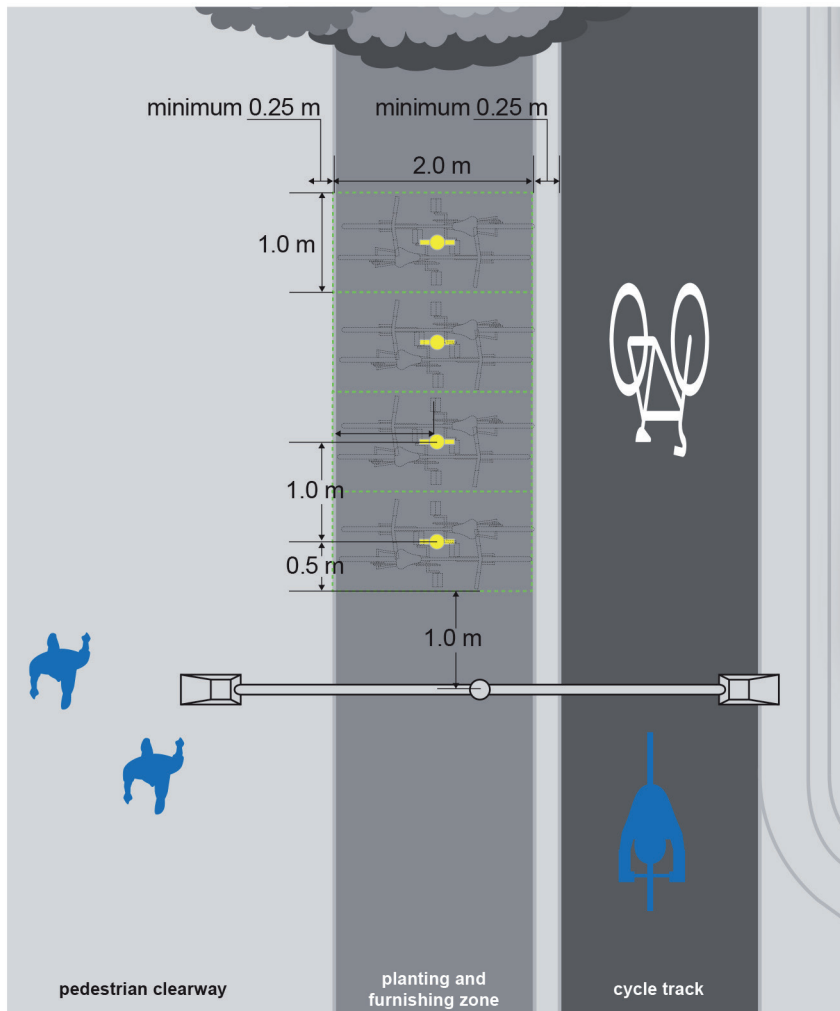 minimum 0.25 m
minimum 0.25 m
2.0 m
1.0 m
1.0 m
0.5 m
1.0 m
pedestrian clearway
planting and
furnishing zone
cycle track